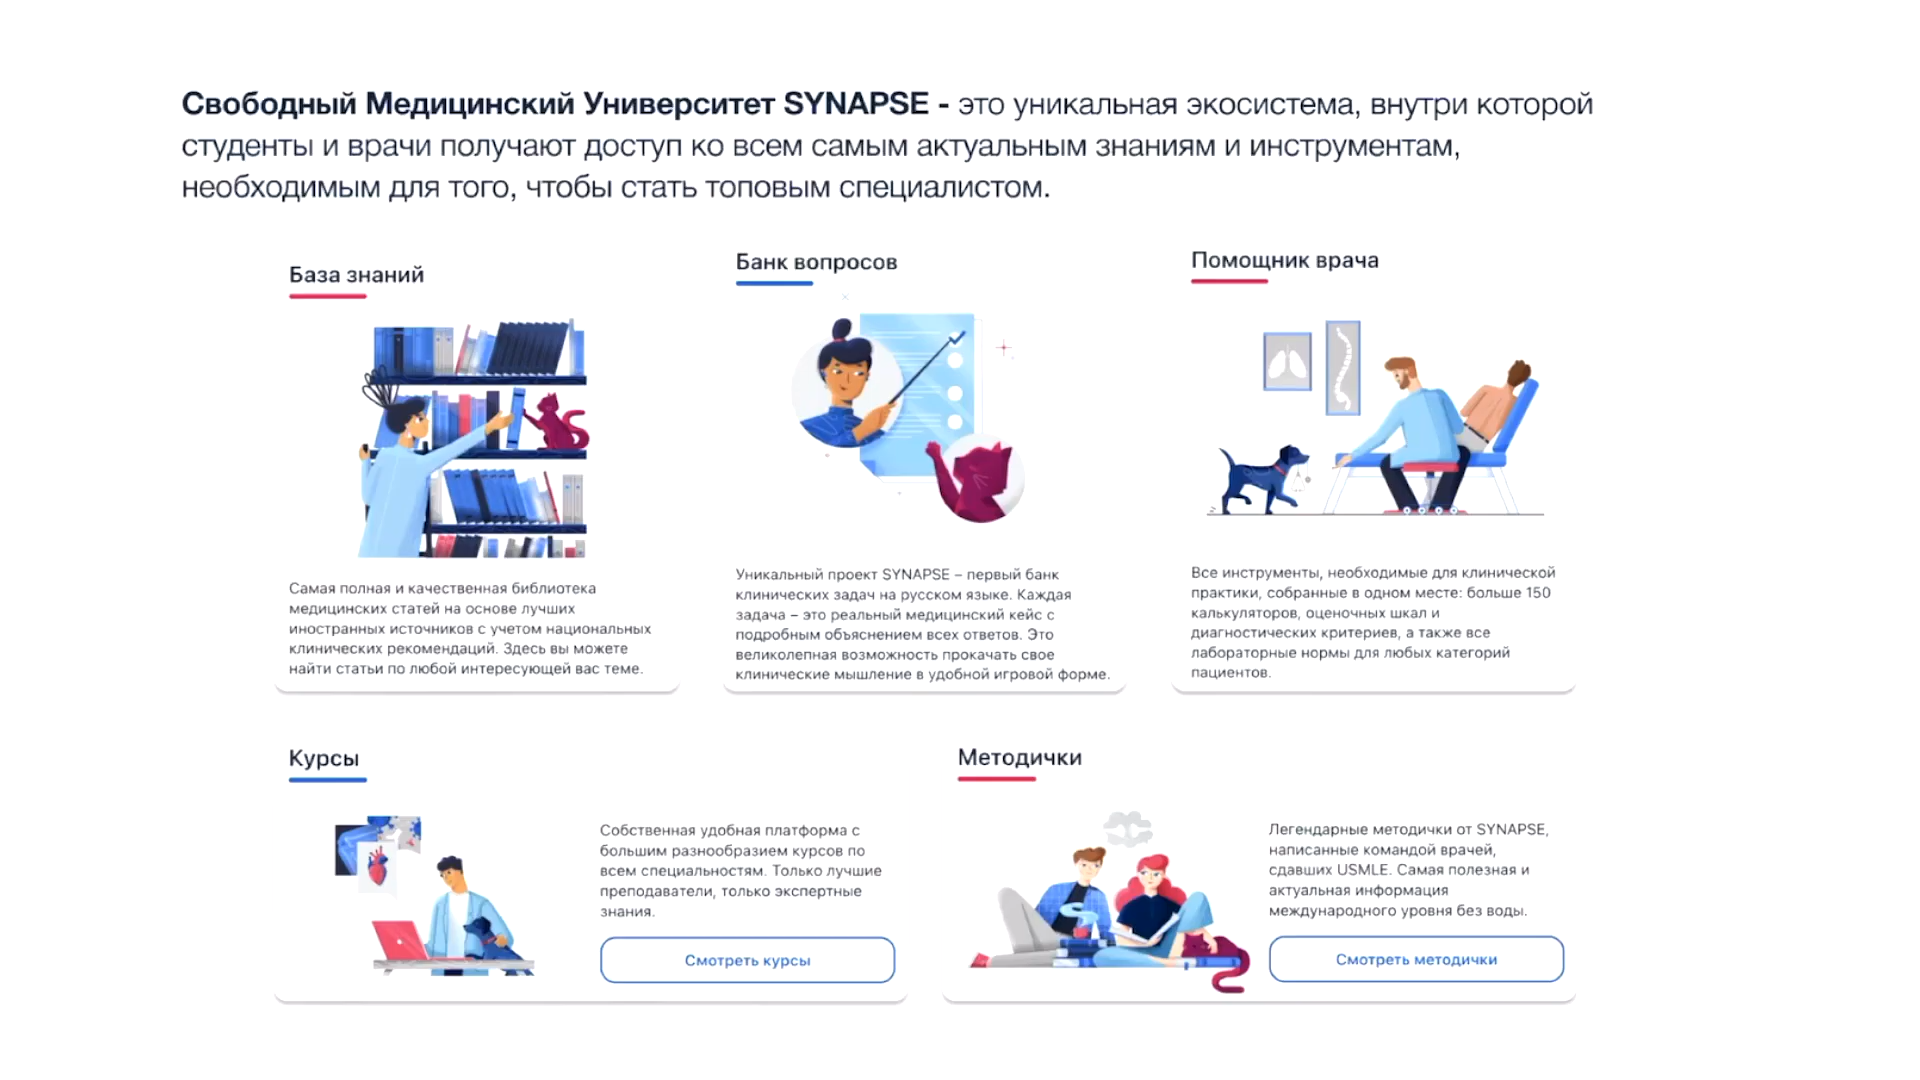 Свободный Медицинский Университет SYNAPSE - это уникальная экосистема, внутри которой
студенты и врачи получают доступ ко всем самым актуальным знаниям и инструментам,
необходимым для того, чтобы стать топовым специалистом.
База знаний
Самая полная и качественная библиотека
медицинских статей на основе лучших
иностранных источников с учетом национальных
клинических рекомендаций. Здесь вы можете
найти статьи по любой интересующей вас теме.
Банк вопросов
Уникальный проект SYNAPSE – первый банк
клинических задач на русском языке. Каждая
задача – это реальный медицинский кейс с
подробным объяснением всех ответов. Это
великолепная возможность прокачать свое
клинические мышление в удобной игровой форме.
Помощник врача
Все инструменты, необходимые для клинической
практики, собранные в одном месте: больше 150
калькуляторов, оценочных шкал и
диагностических критериев, а также все
лабораторные нормы для любых категорий
пациентов.
Курсы
Собственная удобная платформа с
большим разнообразием курсов по
всем специальностям. Только лучшие
преподаватели, только экспертные
знания.
Смотреть курсы
Методички
Легендарные методички от SYNAPSE,
написанные командой врачей,
сдавших USMLE. Самая полезная и
актуальная информация
международного уровня без воды.
Смотреть методички